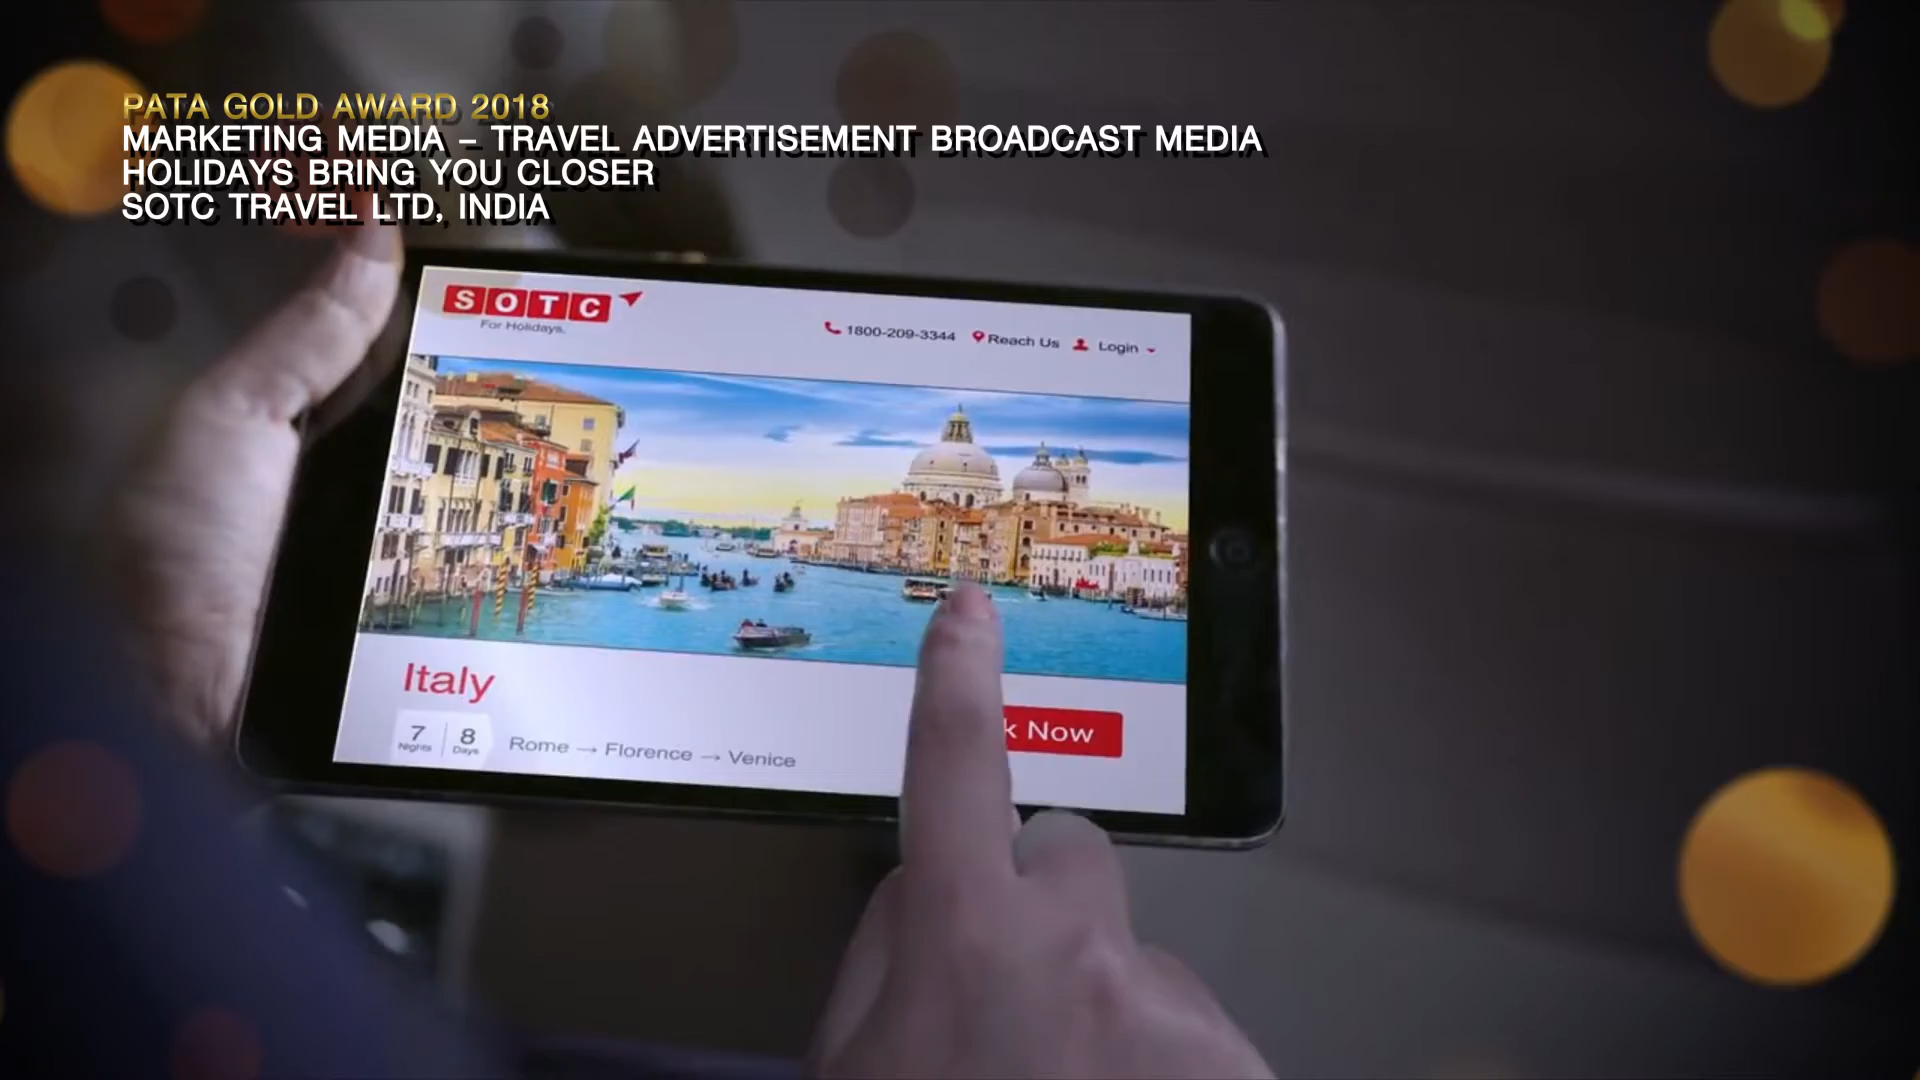 PATA GOLD AWARD 2018
MARKETING MEDIA – TRAVEL ADVERTISEMENT BROADCAST MEDIA
HOLIDAYS BRING YOU CLOSER
SOTC TRAVEL LTD, INDIA
SOTC
For Holidays.
1800-209-3344 Reach Us Login
Italy
7 Nights 8 Days Rome → Florence → Venice
k Now